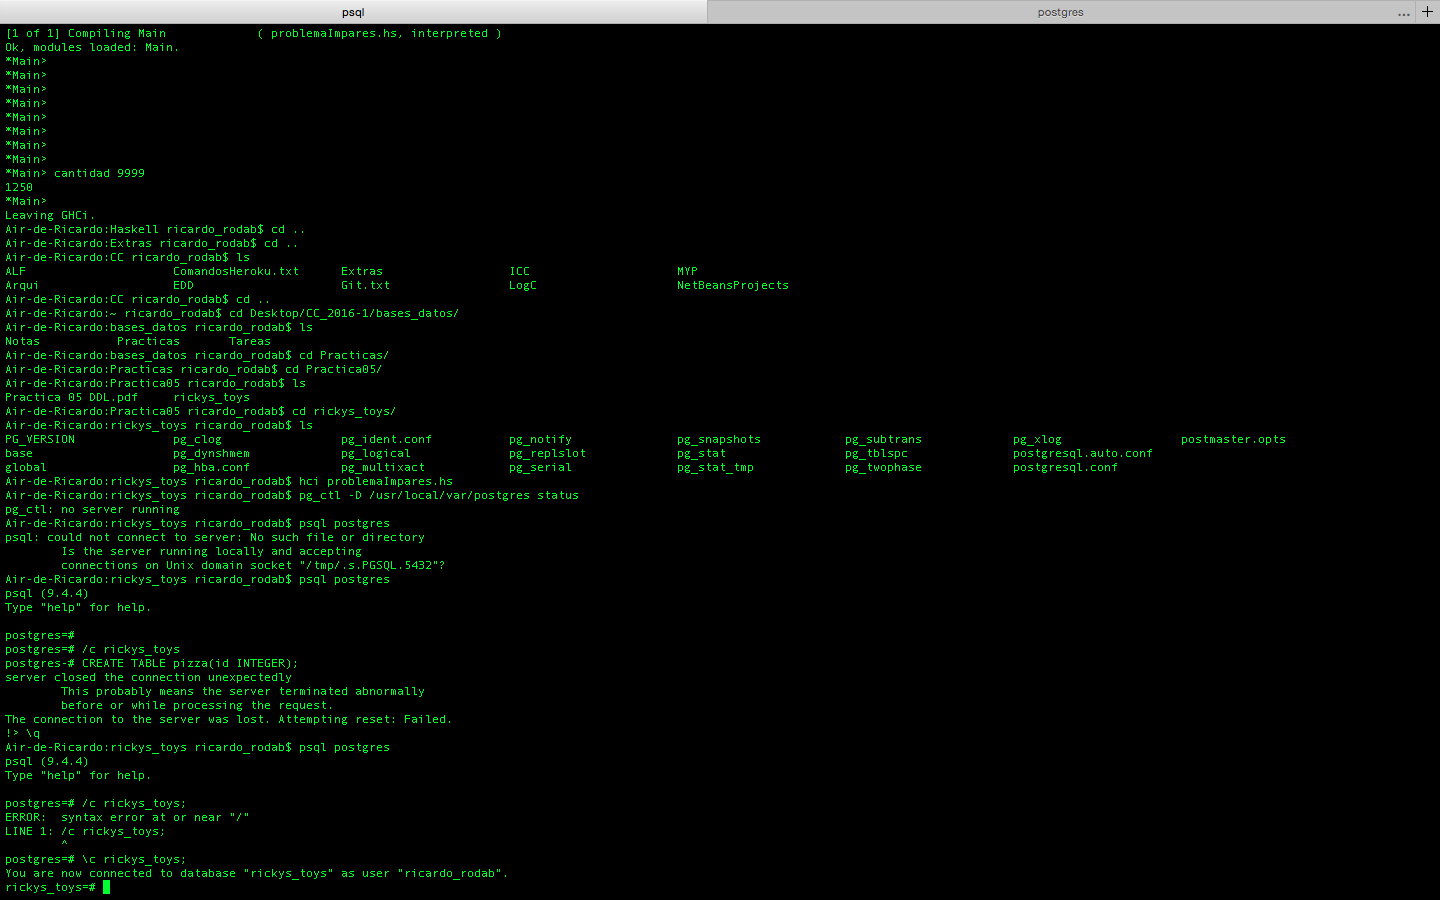 psql
postgres
... +
[1 of 1] Compiling Main             ( problemaImpares.hs, interpreted )
Ok, modules loaded: Main.
*Main>
*Main>
*Main>
*Main>
*Main>
*Main>
*Main>
*Main>
*Main> cantidad 9999
1250
*Main>
Leaving GHCi.
Air-de-Ricardo:Haskell ricardo_rodab$ cd ..
Air-de-Ricardo:Extras ricardo_rodab$ cd ..
Air-de-Ricardo:CC ricardo_rodab$ ls
ALF                     ComandosHeroku.txt      Extras                  ICC                     MYP
Arqui                   EDD                     Git.txt                 LogC                    NetBeansProjects
Air-de-Ricardo:CC ricardo_rodab$ cd ..
Air-de-Ricardo:~ ricardo_rodab$ cd Desktop/CC_2016-1/bases_datos/
Air-de-Ricardo:bases_datos ricardo_rodab$ ls
Notas           Practicas       Tareas
Air-de-Ricardo:bases_datos ricardo_rodab$ cd Practicas/
Air-de-Ricardo:Practicas ricardo_rodab$ cd Practica05/
Air-de-Ricardo:Practica05 ricardo_rodab$ ls
Practica 05 DDL.pdf     rickys_toys
Air-de-Ricardo:Practica05 ricardo_rodab$ cd rickys_toys/
Air-de-Ricardo:rickys_toys ricardo_rodab$ ls
PG_VERSION              pg_clog                 pg_ident.conf           pg_notify               pg_snapshots            pg_subtrans             pg_xlog                 postmaster.opts
base                    pg_dynshmem             pg_logical              pg_replslot             pg_stat                 pg_tblspc               postgresql.auto.conf
global                  pg_hba.conf             pg_multixact            pg_serial               pg_stat_tmp             pg_twophase             postgresql.conf
Air-de-Ricardo:rickys_toys ricardo_rodab$ hci problemaImpares.hs
Air-de-Ricardo:rickys_toys ricardo_rodab$ pg_ctl -D /usr/local/var/postgres status
pg_ctl: no server running
Air-de-Ricardo:rickys_toys ricardo_rodab$ psql postgres
psql: could not connect to server: No such file or directory
        Is the server running locally and accepting
        connections on Unix domain socket "/tmp/.s.PGSQL.5432"?
Air-de-Ricardo:rickys_toys ricardo_rodab$ psql postgres
psql (9.4.4)
Type "help" for help.
postgres=#
postgres=# /c rickys_toys
postgres-# CREATE TABLE pizza(id INTEGER);
server closed the connection unexpectedly
        This probably means the server terminated abnormally
        before or while processing the request.
The connection to the server was lost. Attempting reset: Failed.
!> \q
Air-de-Ricardo:rickys_toys ricardo_rodab$ psql postgres
psql (9.4.4)
Type "help" for help.
postgres=# /c rickys_toys;
ERROR:  syntax error at or near "/"
LINE 1: /c rickys_toys;
        ^
postgres=# \c rickys_toys;
You are now connected to database "rickys_toys" as user "ricardo_rodab".
rickys_toys=#